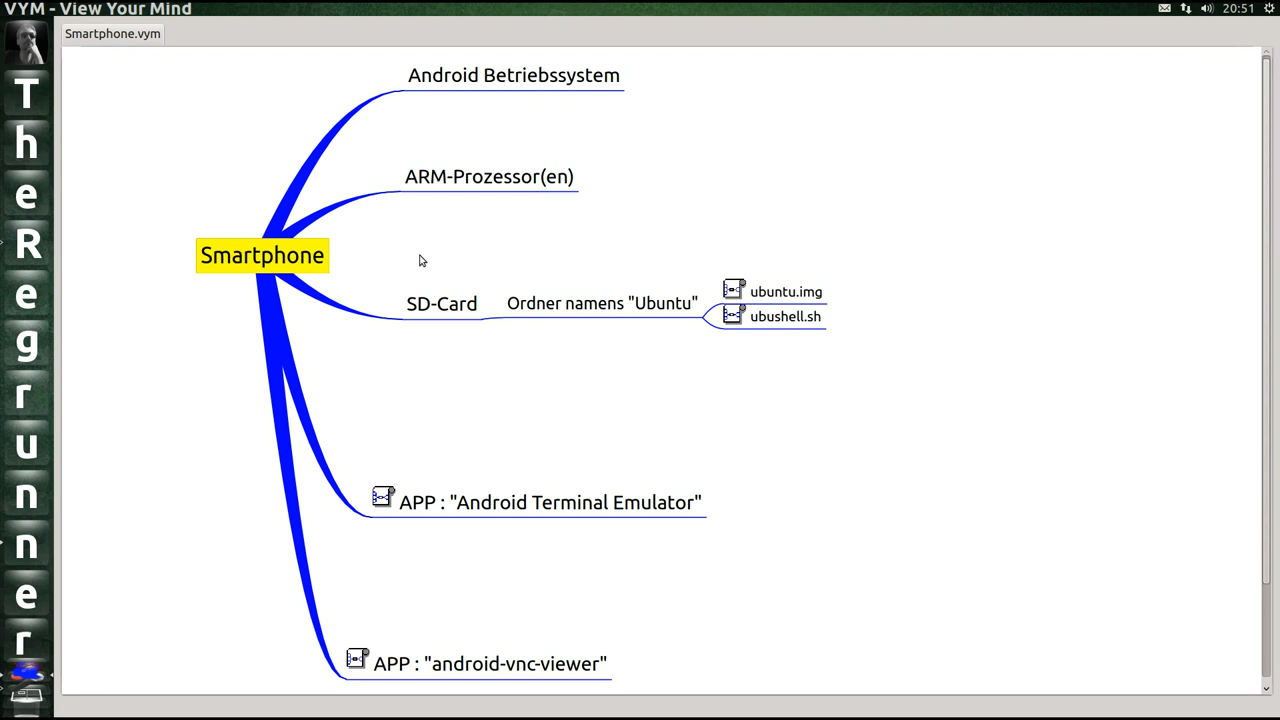 VYM - View Your Mind
20:51
Smartphone.vym
TheRegrunner
Android Betriebssystem
ARM-Prozessor(en)
Smartphone
SD-Card
Ordner namens "Ubuntu"
ubuntu.img
ubushell.sh
APP : "Android Terminal Emulator"
APP : "android-vnc-viewer"